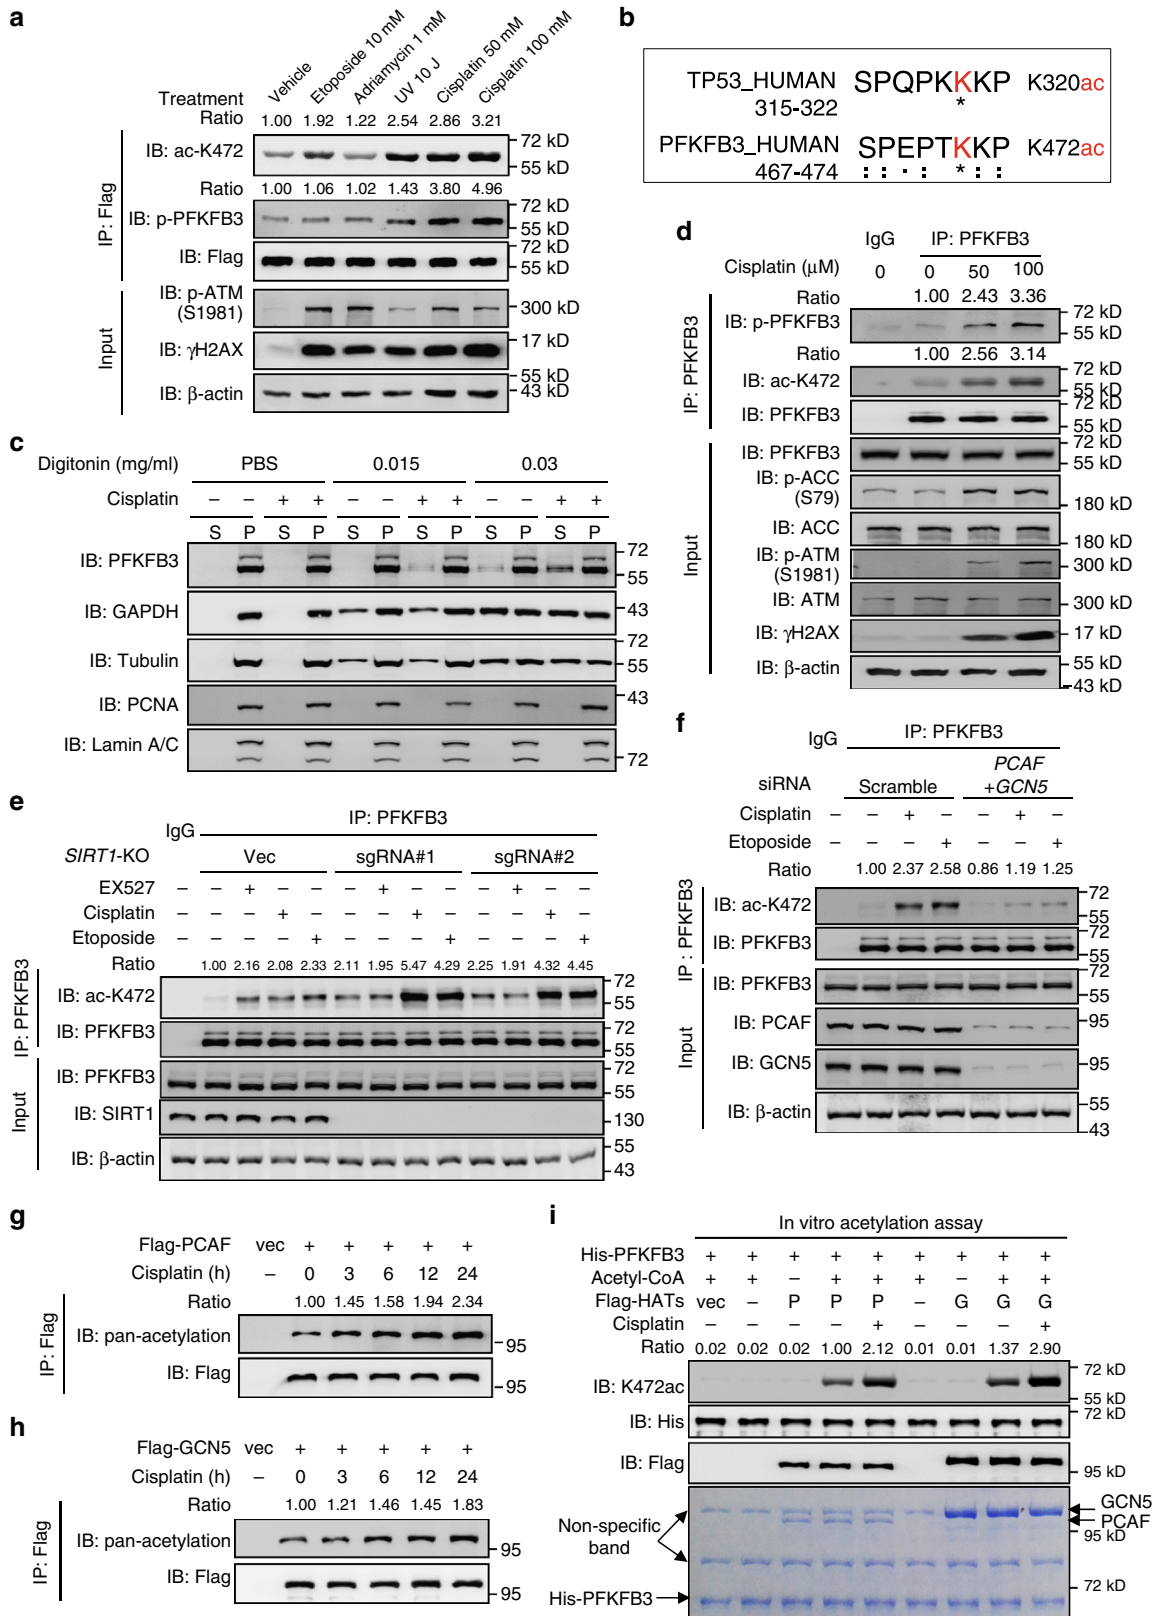 a
Treatment Vehicle Etoposide 10 mM Adriamycin 1 mM UV 10 J Cisplatin 50 mM Cisplatin 100 mM
Ratio 1.00 1.92 1.22 2.54 2.86 3.21
IP: Flag
IB: ac-K472 72 kD 55 kD
Ratio 1.00 1.06 1.02 1.43 3.80 4.96
IB: p-PFKFB3 72 kD 55 kD
IB: Flag 72 kD 55 kD
Input
IB: p-ATM (S1981) 300 kD
IB: γH2AX 17 kD
IB: β-actin 55 kD 43 kD
b
TP53_HUMAN SPQPKKKP K320ac
315-322 *
PFKFB3_HUMAN SPEPTKKP K472ac
467-474 : : · : * : :
c
Digitonin (mg/ml) PBS 0.015 0.03
Cisplatin – – + + – – + + – – + +
S P S P S P S P S P S P
IB: PFKFB3 72 55
IB: GAPDH 43
IB: Tubulin 72 55
IB: PCNA 43
IB: Lamin A/C 72
d
IgG IP: PFKFB3
Cisplatin (μM) 0 0 50 100
Ratio 1.00 2.43 3.36
IP: PFKFB3
IB: p-PFKFB3 72 kD 55 kD
Ratio 1.00 2.56 3.14
IB: ac-K472 72 kD 55 kD
IB: PFKFB3 72 kD 55 kD
Input
IB: PFKFB3 72 kD 55 kD
IB: p-ACC (S79) 180 kD
IB: ACC 180 kD
IB: p-ATM (S1981) 300 kD
IB: ATM 300 kD
IB: γH2AX 17 kD
IB: β-actin 55 kD 43 kD
e
IgG IP: PFKFB3
SIRT1-KO Vec sgRNA#1 sgRNA#2
EX527 – – + – – – + – – – + – –
Cisplatin – – – + – – – + – – – + –
Etoposide – – – – + – – – + – – – +
Ratio 1.00 2.16 2.08 2.33 2.11 1.95 5.47 4.29 2.25 1.91 4.32 4.45
IP: PFKFB3
IB: ac-K472 72 55
IB: PFKFB3 72 55
Input
IB: PFKFB3 72 55
IB: SIRT1 130
IB: β-actin 55 43
f
IgG IP: PFKFB3
siRNA Scramble PCAF +GCN5
Cisplatin – – + – – + –
Etoposide – – – + – – +
Ratio 1.00 2.37 2.58 0.86 1.19 1.25
IP : PFKFB3
IB: ac-K472 72 55
IB: PFKFB3 72 55
Input
IB: PFKFB3 72 55
IB: PCAF 95
IB: GCN5 95
IB: β-actin 55 43
g
Flag-PCAF vec + + + + +
Cisplatin (h) – 0 3 6 12 24
Ratio 1.00 1.45 1.58 1.94 2.34
IP: Flag
IB: pan-acetylation 95
IB: Flag 95
h
Flag-GCN5 vec + + + + +
Cisplatin (h) – 0 3 6 12 24
Ratio 1.00 1.21 1.46 1.45 1.83
IP: Flag
IB: pan-acetylation 95
IB: Flag 95
i
In vitro acetylation assay
His-PFKFB3 + + + + + + + + +
Acetyl-CoA + + – + + + – + +
Flag-HATs vec – P P P – G G G
Cisplatin + +
Ratio 0.02 0.02 0.02 1.00 2.12 0.01 0.01 1.37 2.90
IB: K472ac 72 kD 55 kD
IB: His 72 kD
IB: Flag 95 kD
Non-specific band
GCN5
PCAF
95 kD
72 kD
His-PFKFB3